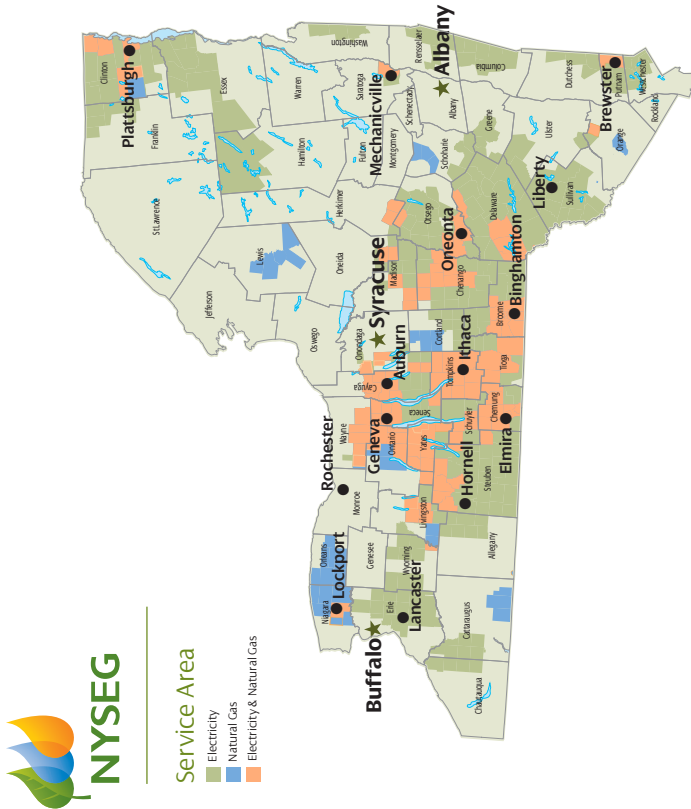 NYSEG
Service Area
Electricity
Natural Gas
Electricity & Natural Gas
Clinton
Plattsburgh
Franklin
St Lawrence
Essex
Jefferson
Lewis
Hamilton
Warren
Washington
Herkimer
Oswego
Oneida
Fulton
Saratoga
Mechanicville
Montgomery
Schenectady
Rensselaer
Albany
Albany
Schoharie
Columbia
Greene
Rochester
Monroe
Wayne
Orleans
Niagara
Lockport
Genesee
Buffalo
Erie
Lancaster
Wyoming
Livingston
Ontario
Geneva
Seneca
Cayuga
Auburn
Onondaga
Syracuse
Madison
Otsego
Oneonta
Chenango
Cortland
Tompkins
Ithaca
Yates
Schuyler
Hornell
Steuben
Allegany
Cattaraugus
Chautauqua
Chemung
Elmira
Tioga
Broome
Binghamton
Delaware
Ulster
Liberty
Sullivan
Dutchess
Brewster
Putnam
Orange
Westchester
Rockland